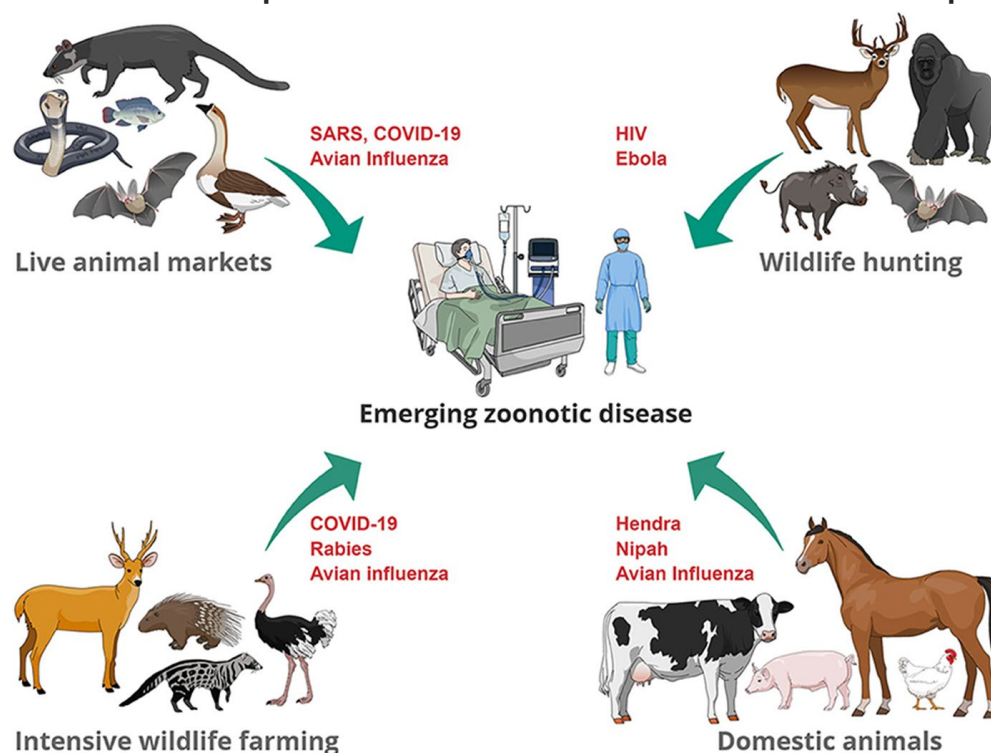 SARS, COVID-19
Avian Influenza
HIV
Ebola
Live animal markets
Wildlife hunting
Emerging zoonotic disease
COVID-19
Rabies
Avian influenza
Hendra
Nipah
Avian Influenza
Intensive wildlife farming
Domestic animals